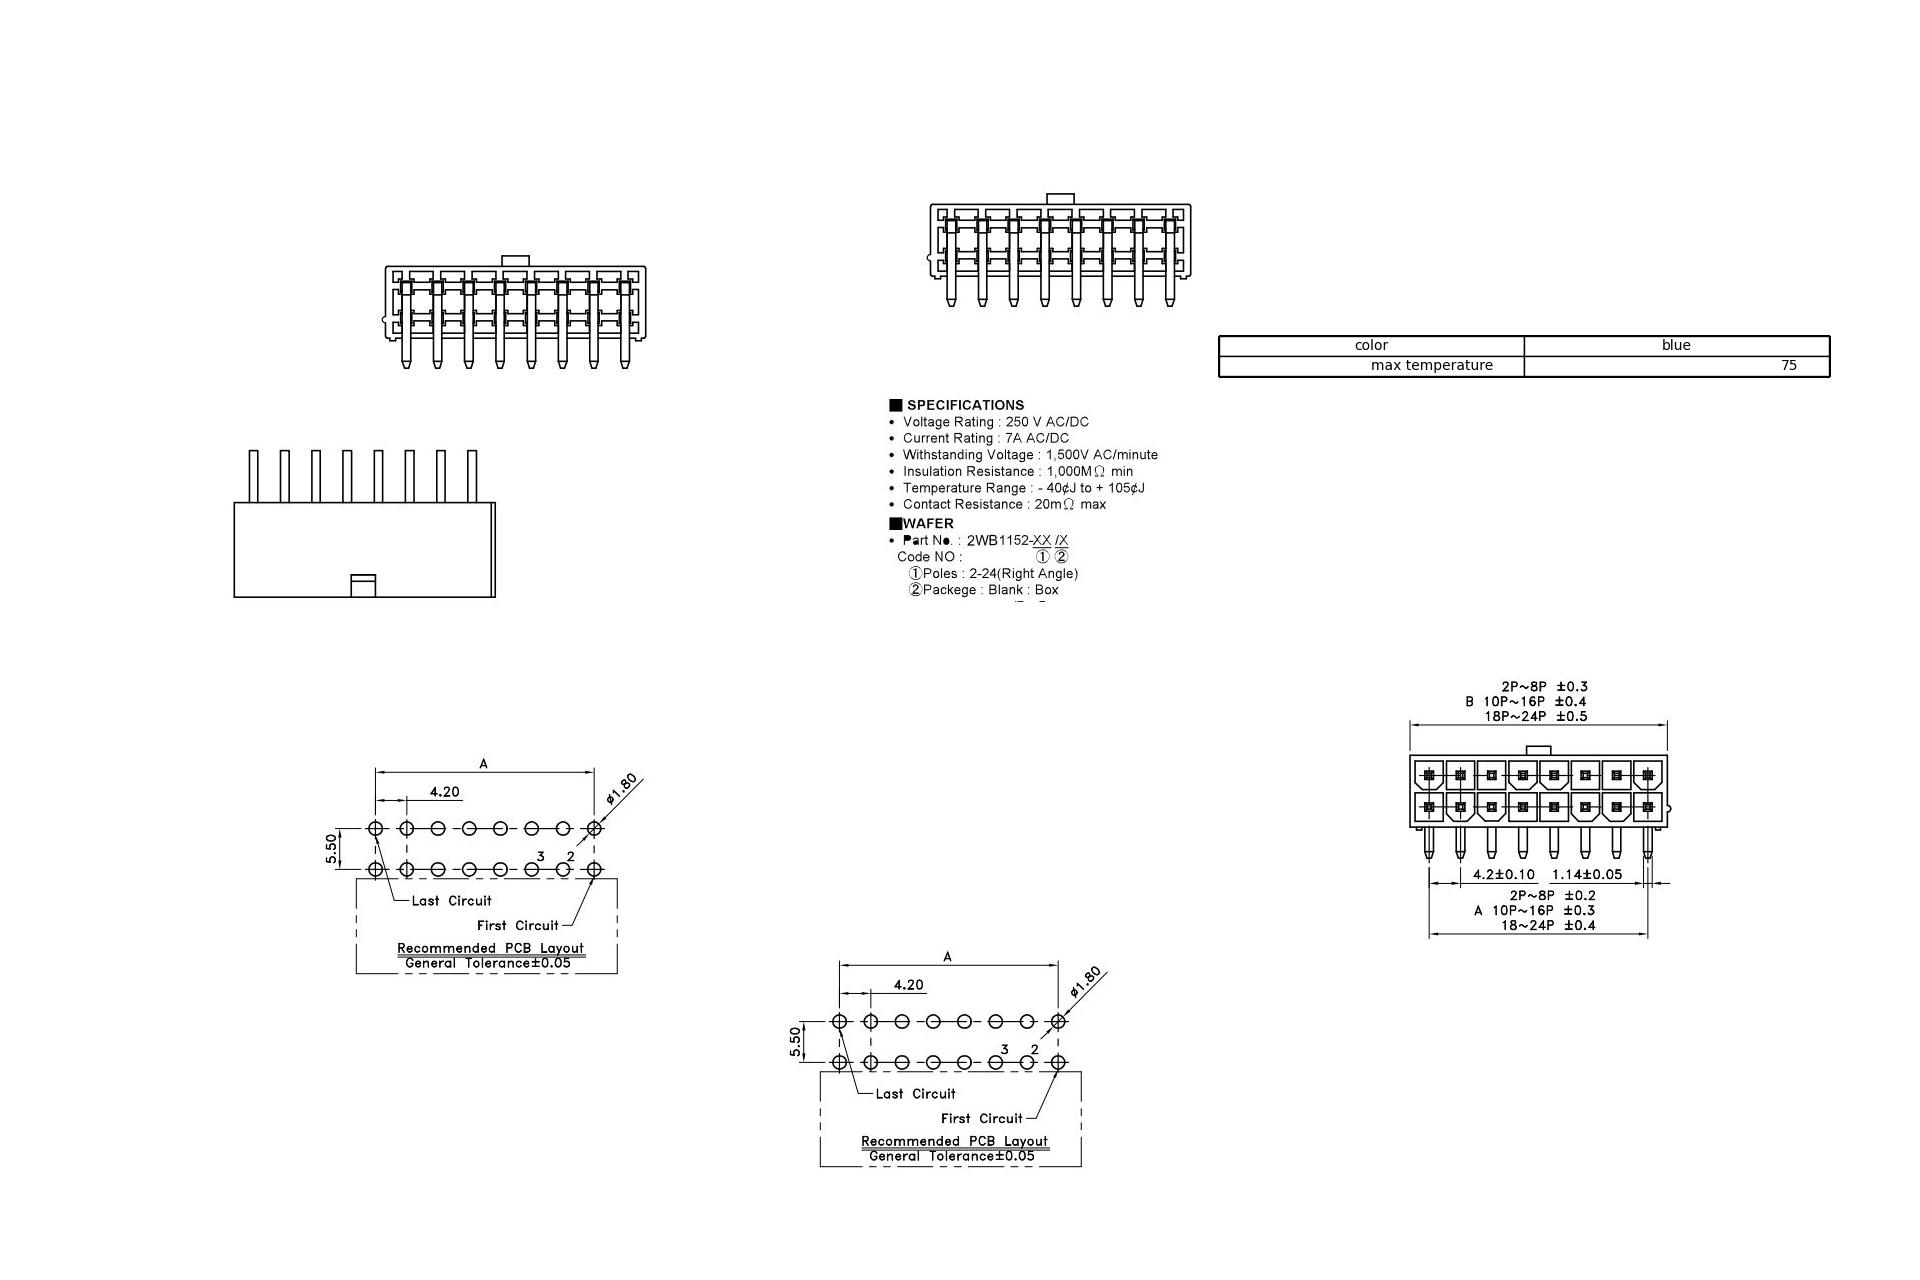 color blue
max temperature 75
■ SPECIFICATIONS
• Voltage Rating : 250 V AC/DC
• Current Rating : 7A AC/DC
• Withstanding Voltage : 1,500V AC/minute
• Insulation Resistance : 1,000MΩ min
• Temperature Range : - 40¢J to + 105¢J
• Contact Resistance : 20mΩ max
■WAFER
• Part No. : 2WB1152-XX /X
Code NO : ① ②
①Poles : 2-24(Right Angle)
②Packege : Blank : Box
2P~8P ±0.3
B 10P~16P ±0.4
18P~24P ±0.5
4.2±0.10 1.14±0.05
2P~8P ±0.2
A 10P~16P ±0.3
18~24P ±0.4
A
4.20
ø1.80
5.50
3 2
Last Circuit
First Circuit
Recommended PCB Layout
General Tolerance±0.05
A
4.20
ø1.80
5.50
3 2
Last Circuit
First Circuit
Recommended PCB Layout
General Tolerance±0.05